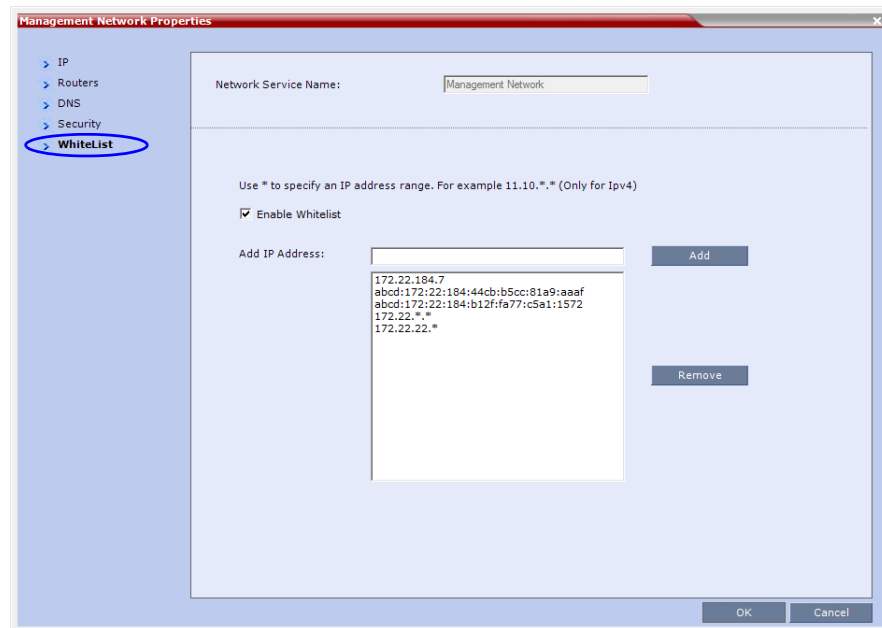 Management Network Properties
IP
Routers
DNS
Security
WhiteList
Network Service Name: Management Network
Use * to specify an IP address range. For example 11.10.*.* (Only for Ipv4)
Enable Whitelist
Add IP Address: Add
172.22.184.7
abcd:172:22:184:44cb:b5cc:81a9:aaaf
abcd:172:22:184:b12f:fa77:c5a1:1572
172.22.*.*
172.22.22.*
Remove
OK Cancel